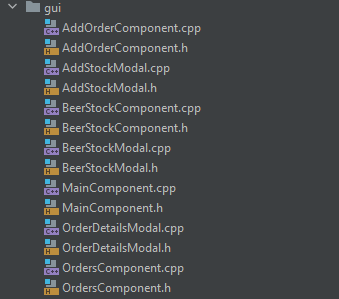 gui
AddOrderComponent.cpp
AddOrderComponent.h
AddStockModal.cpp
AddStockModal.h
BeerStockComponent.cpp
BeerStockComponent.h
BeerStockModal.cpp
BeerStockModal.h
MainComponent.cpp
MainComponent.h
OrderDetailsModal.cpp
OrderDetailsModal.h
OrdersComponent.cpp
OrdersComponent.h